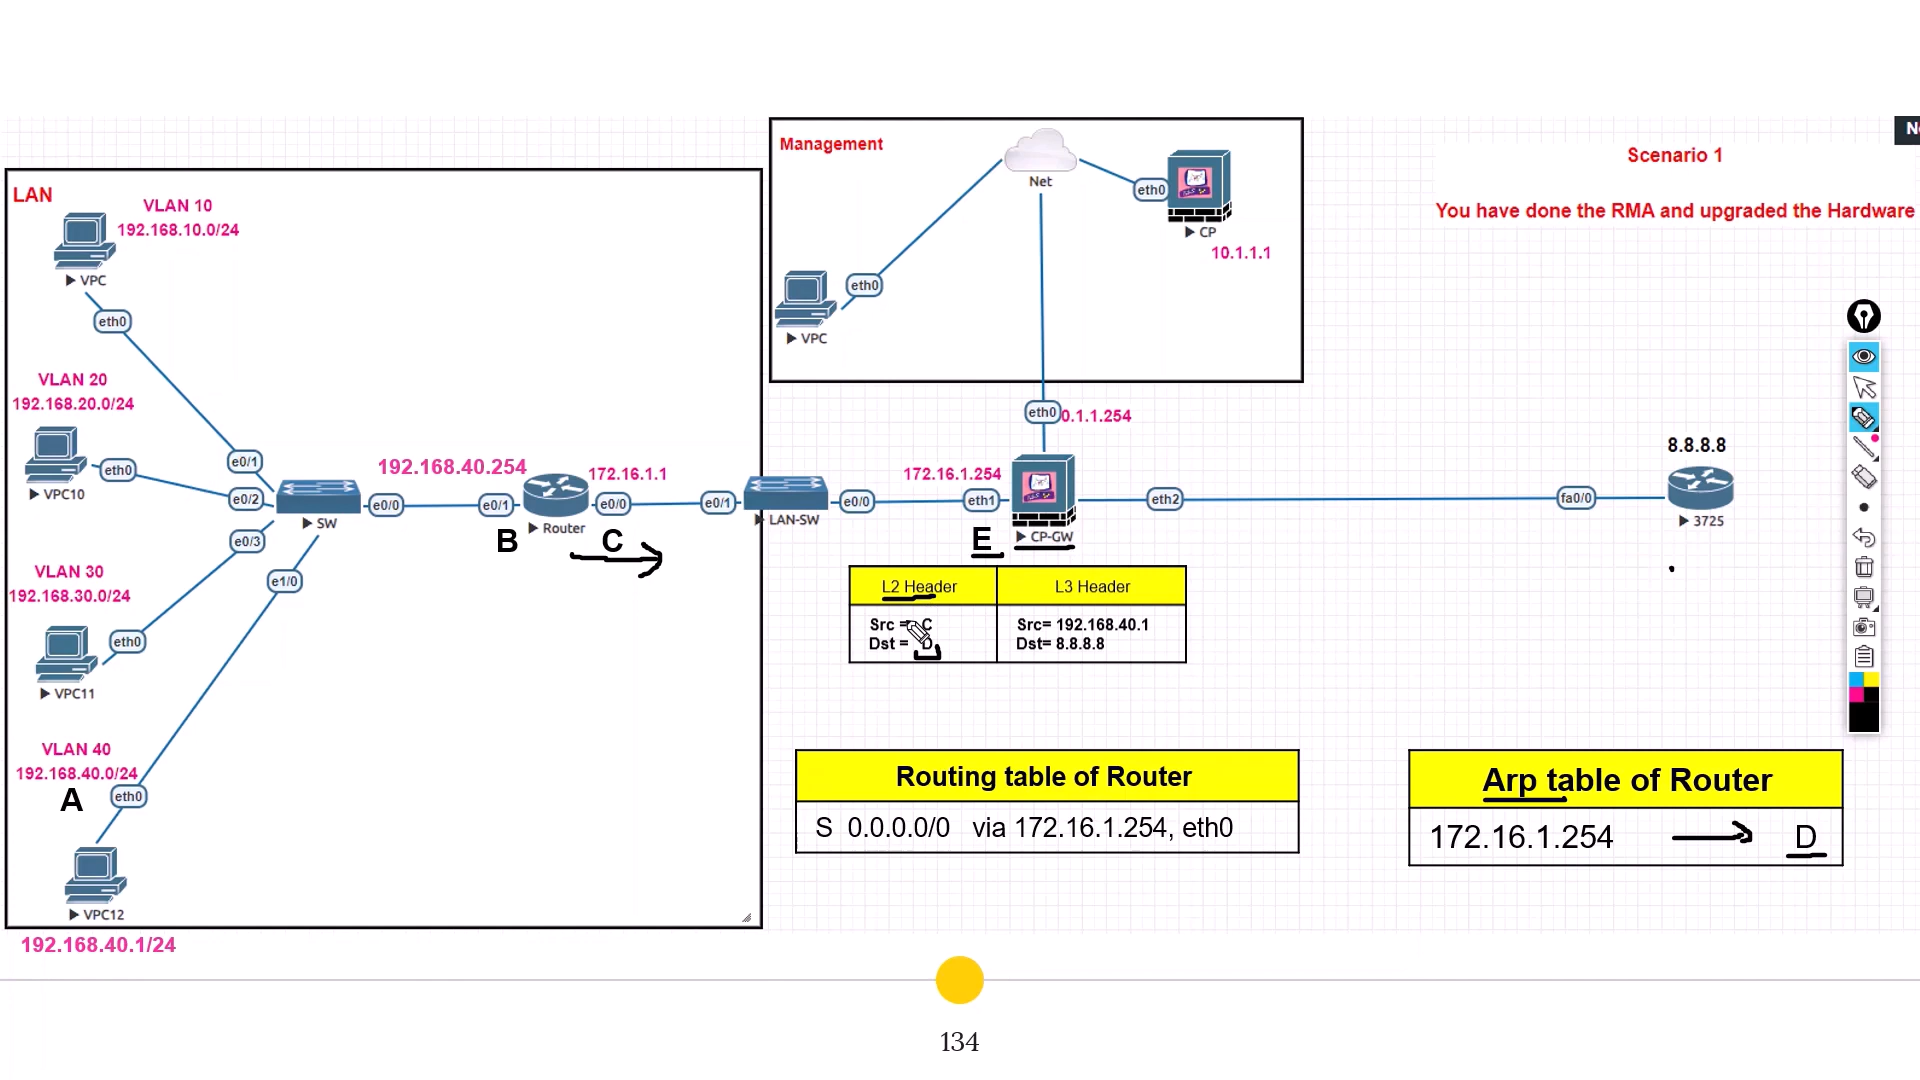 Scenario 1
You have done the RMA and upgraded the Hardware
Management
Net
eth0
CP
10.1.1.1
eth0
VPC
LAN
VLAN 10
192.168.10.0/24
VPC
eth0
VLAN 20
192.168.20.0/24
eth0
VPC10
e0/1
e0/2
e0/3
e1/0
SW
e0/0
192.168.40.254
e0/1
B
Router
172.16.1.1
e0/0
C
e0/1
LAN-SW
e0/0
172.16.1.254
eth1
E
CP-GW
eth0
0.1.1.254
eth2
fa0/0
8.8.8.8
3725
VLAN 30
192.168.30.0/24
eth0
VPC11
VLAN 40
192.168.40.0/24
A
eth0
VPC12
192.168.40.1/24
L2 Header
L3 Header
Src = C
Dst = D
Src= 192.168.40.1
Dst= 8.8.8.8
Routing table of Router
S 0.0.0.0/0 via 172.16.1.254, eth0
Arp table of Router
172.16.1.254
D
134